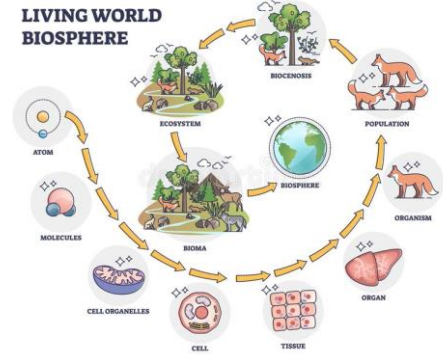 LIVING WORLD
BIOSPHERE
ATOM
MOLECULES
CELL ORGANELLES
CELL
TISSUE
ORGAN
ORGANISM
POPULATION
BIOCENOSIS
ECOSYSTEM
BIOMA
BIOSPHERE